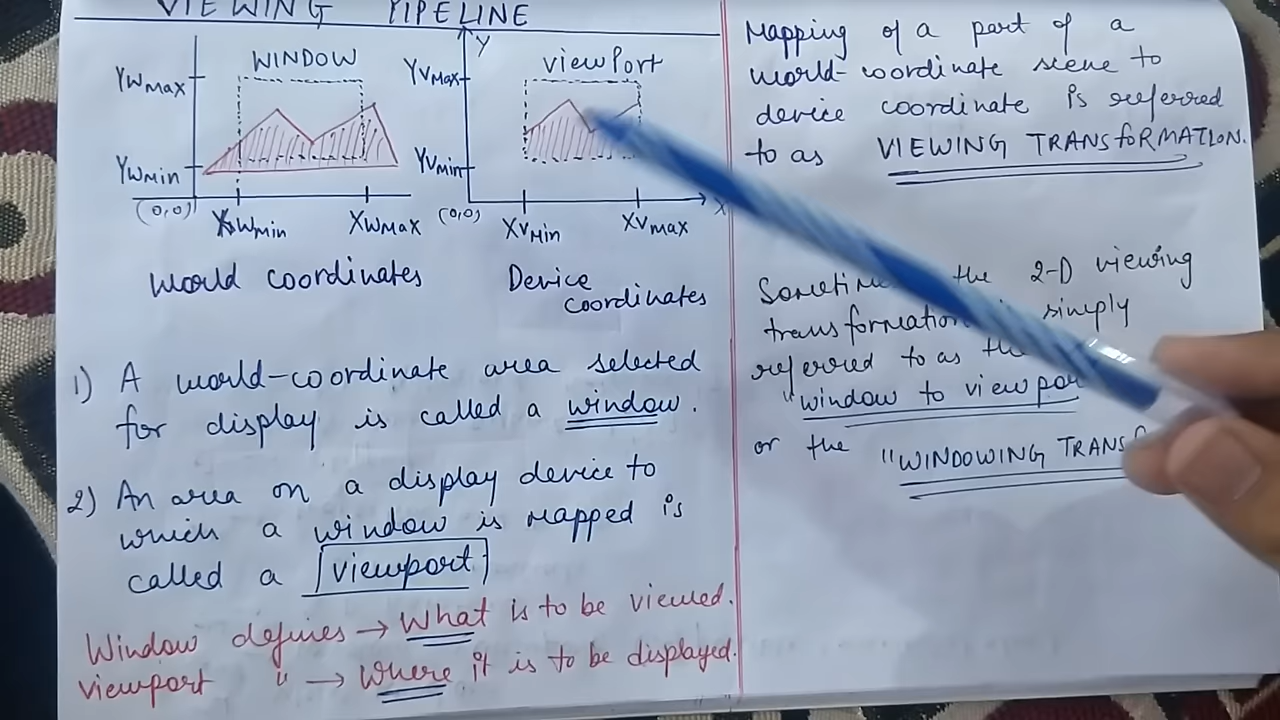 VIEWING PIPELINE
WINDOW
YWMax
YWMin
(0,0)
XWMin
XWMax
World coordinates
Y
viewPort
YVMax
YVMin
(0,0)
XVMin
XVMax
X
Device
coordinates
1) A world-coordinate area selected
for display is called a window.
2) An area on a display device to
which a window is mapped is
called a viewport
Window defines → What is to be viewed.
viewport " → Where it is to be displayed.
Mapping of a part of a
world-coordinate scene to
device coordinate is referred
to as VIEWING TRANSFORMATION.
the 2-D viewing
transformation simply
referred to as the
"window to
or the "WINDOWING